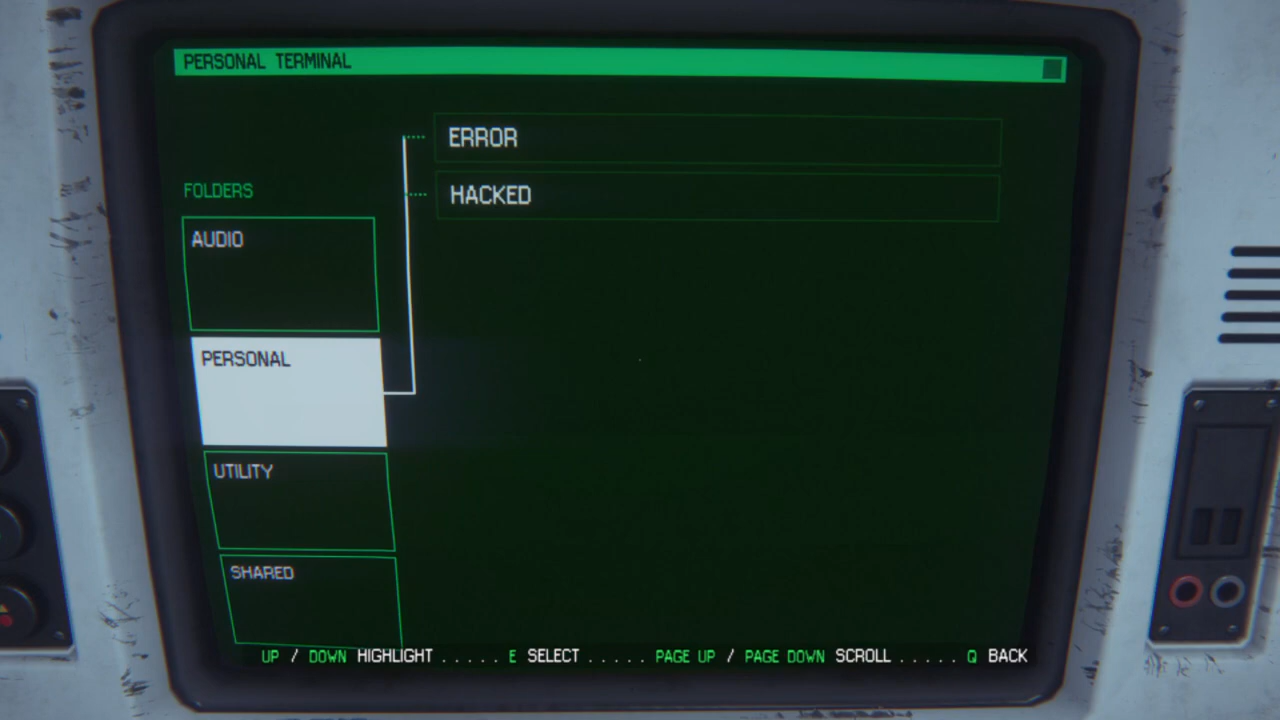 PERSONAL TERMINAL
FOLDERS
AUDIO
PERSONAL
UTILITY
SHARED
ERROR
HACKED
UP / DOWN HIGHLIGHT ..... E SELECT ..... PAGE UP / PAGE DOWN SCROLL ..... Q BACK